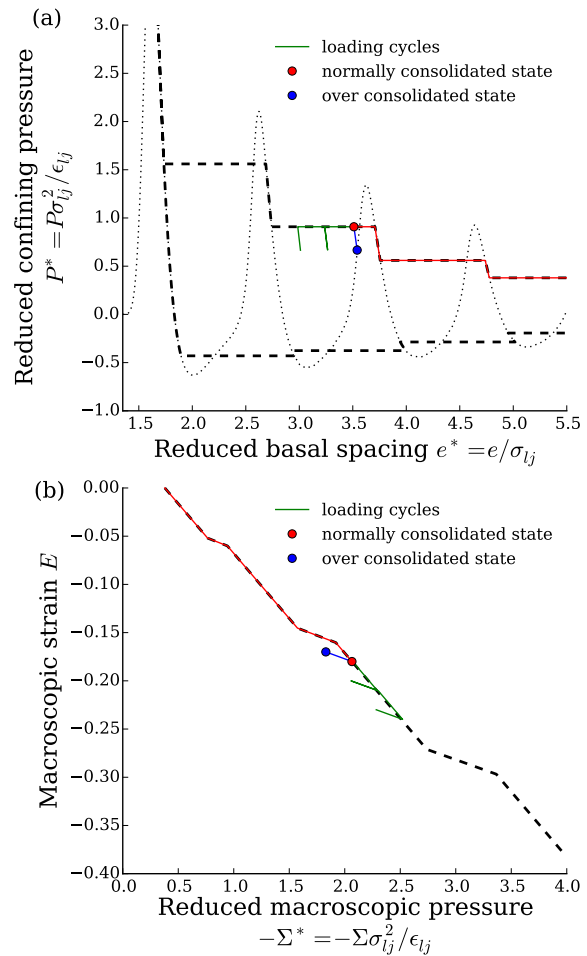 (a)
3.0
2.5
2.0
1.5
1.0
0.5
0.0
−0.5
−1.0
Reduced confining pressure
P* = Pσ²_lj/ϵ_lj
loading cycles
normally consolidated state
over consolidated state
1.5 2.0 2.5 3.0 3.5 4.0 4.5 5.0 5.5
Reduced basal spacing e* = e/σ_lj
(b)
0.00
−0.05
−0.10
−0.15
−0.20
−0.25
−0.30
−0.35
−0.40
Macroscopic strain E
loading cycles
normally consolidated state
over consolidated state
0.0 0.5 1.0 1.5 2.0 2.5 3.0 3.5 4.0
Reduced macroscopic pressure
−Σ* = −Σσ²_lj/ϵ_lj